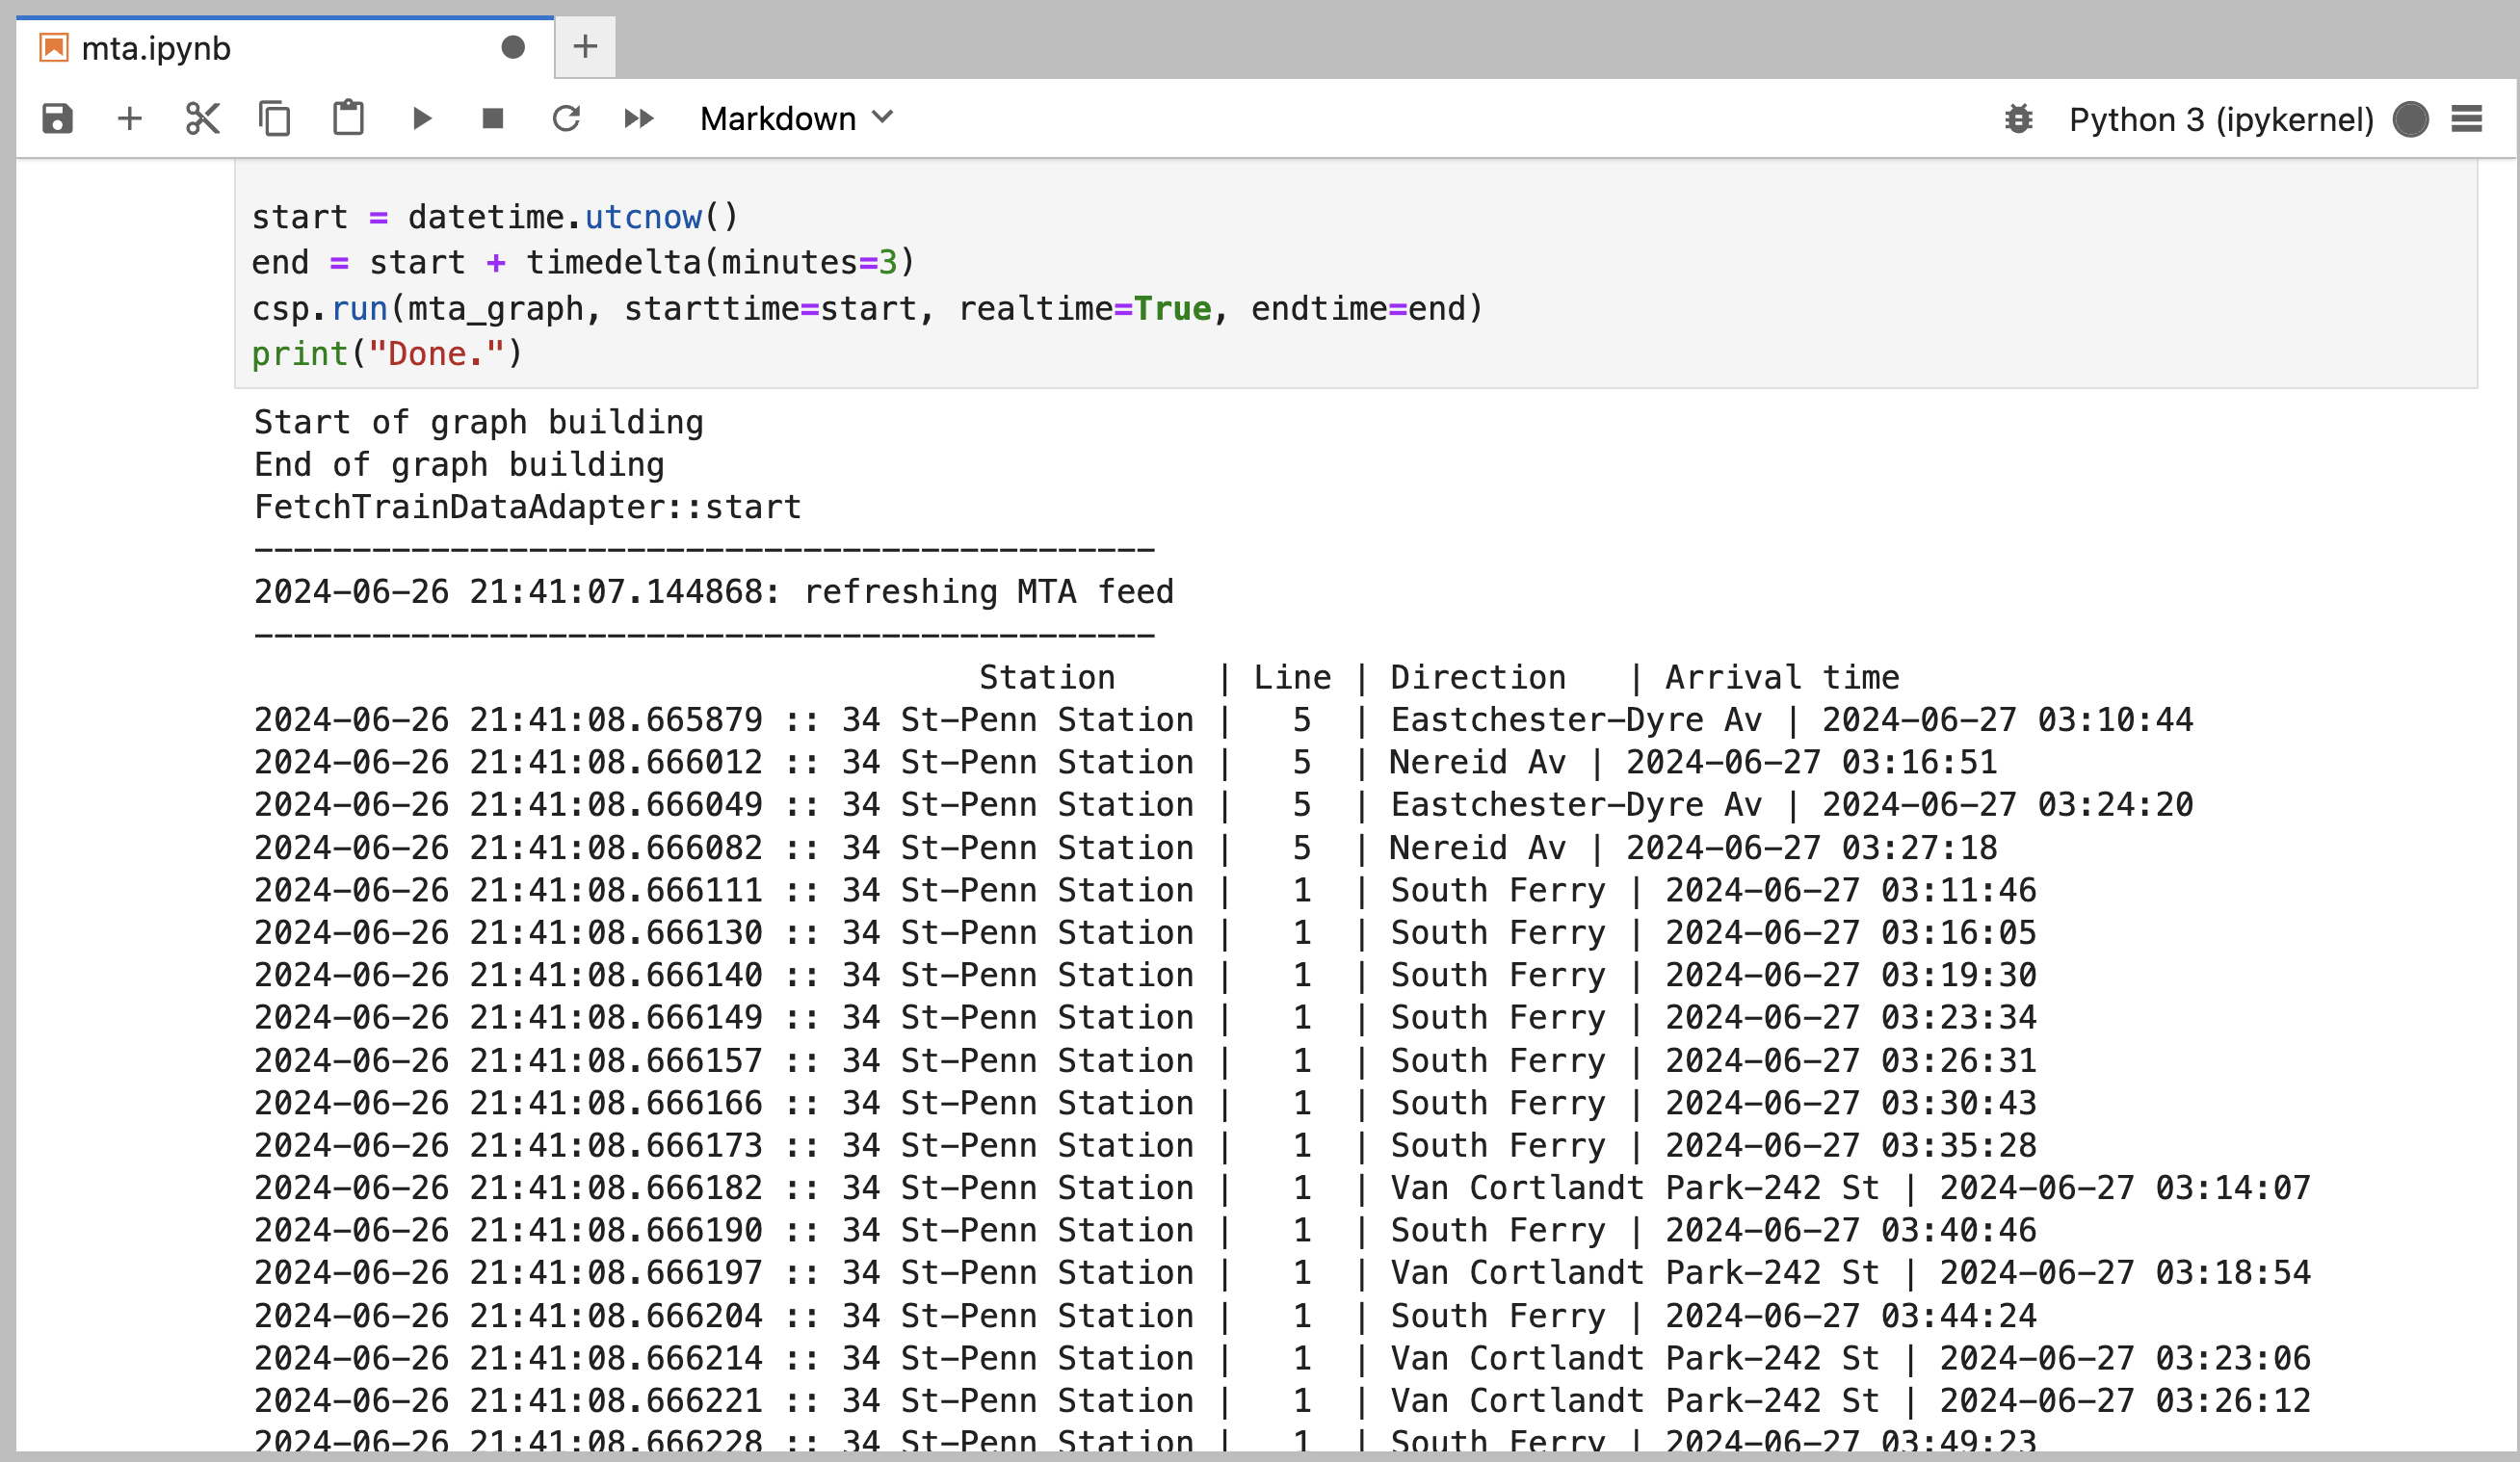 mta.ipynb
Markdown
Python 3 (ipykernel)
start = datetime.utcnow()
end = start + timedelta(minutes=3)
csp.run(mta_graph, starttime=start, realtime=True, endtime=end)
print("Done.")
Start of graph building
End of graph building
FetchTrainDataAdapter::start
----------------------------------------------
2024-06-26 21:41:07.144868: refreshing MTA feed
----------------------------------------------
Station | Line | Direction | Arrival time
2024-06-26 21:41:08.665879 :: 34 St-Penn Station | 5 | Eastchester-Dyre Av | 2024-06-27 03:10:44
2024-06-26 21:41:08.666012 :: 34 St-Penn Station | 5 | Nereid Av | 2024-06-27 03:16:51
2024-06-26 21:41:08.666049 :: 34 St-Penn Station | 5 | Eastchester-Dyre Av | 2024-06-27 03:24:20
2024-06-26 21:41:08.666082 :: 34 St-Penn Station | 5 | Nereid Av | 2024-06-27 03:27:18
2024-06-26 21:41:08.666111 :: 34 St-Penn Station | 1 | South Ferry | 2024-06-27 03:11:46
2024-06-26 21:41:08.666130 :: 34 St-Penn Station | 1 | South Ferry | 2024-06-27 03:16:05
2024-06-26 21:41:08.666140 :: 34 St-Penn Station | 1 | South Ferry | 2024-06-27 03:19:30
2024-06-26 21:41:08.666149 :: 34 St-Penn Station | 1 | South Ferry | 2024-06-27 03:23:34
2024-06-26 21:41:08.666157 :: 34 St-Penn Station | 1 | South Ferry | 2024-06-27 03:26:31
2024-06-26 21:41:08.666166 :: 34 St-Penn Station | 1 | South Ferry | 2024-06-27 03:30:43
2024-06-26 21:41:08.666173 :: 34 St-Penn Station | 1 | South Ferry | 2024-06-27 03:35:28
2024-06-26 21:41:08.666182 :: 34 St-Penn Station | 1 | Van Cortlandt Park-242 St | 2024-06-27 03:14:07
2024-06-26 21:41:08.666190 :: 34 St-Penn Station | 1 | South Ferry | 2024-06-27 03:40:46
2024-06-26 21:41:08.666197 :: 34 St-Penn Station | 1 | Van Cortlandt Park-242 St | 2024-06-27 03:18:54
2024-06-26 21:41:08.666204 :: 34 St-Penn Station | 1 | South Ferry | 2024-06-27 03:44:24
2024-06-26 21:41:08.666214 :: 34 St-Penn Station | 1 | Van Cortlandt Park-242 St | 2024-06-27 03:23:06
2024-06-26 21:41:08.666221 :: 34 St-Penn Station | 1 | Van Cortlandt Park-242 St | 2024-06-27 03:26:12
2024-06-26 21:41:08.666228 :: 34 St-Penn Station | 1 | South Ferry | 2024-06-27 03:49:23